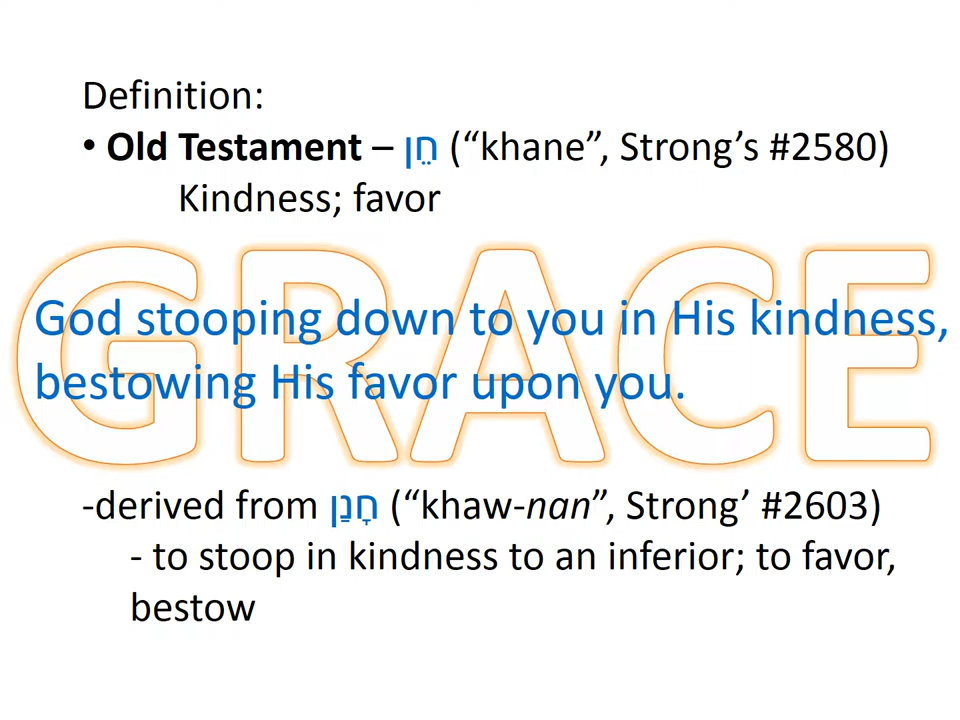 Definition:
• Old Testament – חֵן (“khane”, Strong’s #2580)
Kindness; favor
GRACE
God stooping down to you in His kindness,
bestowing His favor upon you.
-derived from חָנַן (“khaw-nan”, Strong’ #2603)
- to stoop in kindness to an inferior; to favor,
bestow